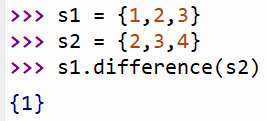 >>> s1 = {1,2,3}
>>> s2 = {2,3,4}
>>> s1.difference(s2)
{1}